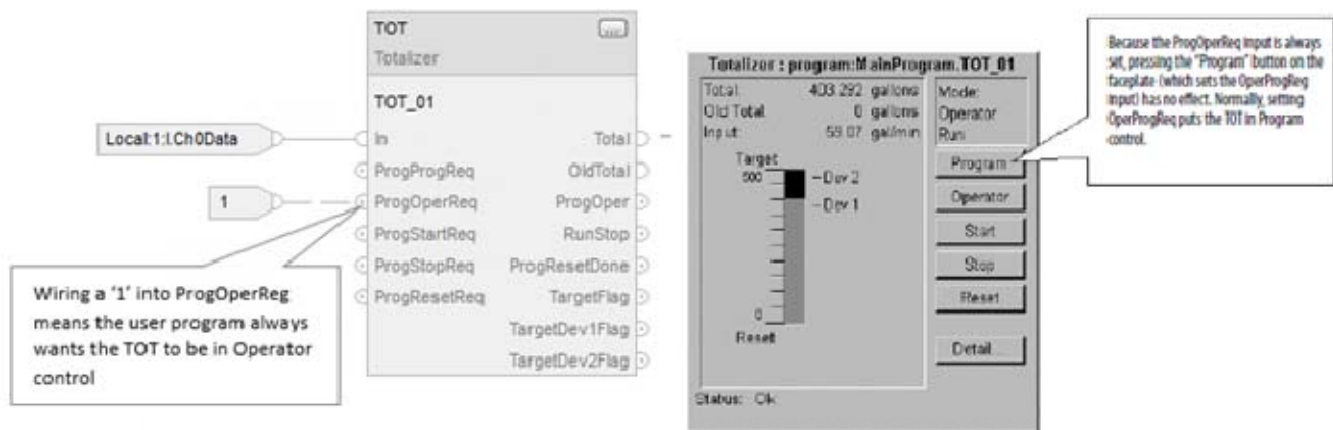 TOT
Totalizer
TOT_01
Local:1:I.Ch0Data
In
Total
ProgProgReq
OldTotal
1
ProgOperReq
ProgOper
ProgStartReq
RunStop
ProgStopReq
ProgResetDone
ProgResetReq
TargetFlag
TargetDev1Flag
TargetDev2Flag
Wiring a '1' into ProgOperReg
means the user program always
wants the TOT to be in Operator
control
Totalizer : program:MainProgram.TOT_01
Total: 403.292 gallons
Old Total 0 gallons
Input: 59.07 gal/min
Mode:
Operator
Run:
Target
500
Dev 2
Dev 1
0
Reset
Program
Operator
Start
Stop
Reset
Detail...
Status: Ok
Because the ProgOperReq input is always
set, pressing the "Program" button on the
faceplate (which sets the OperProgReq
input) has no effect. Normally, setting
OperProgReq puts the TOT in Program
control.